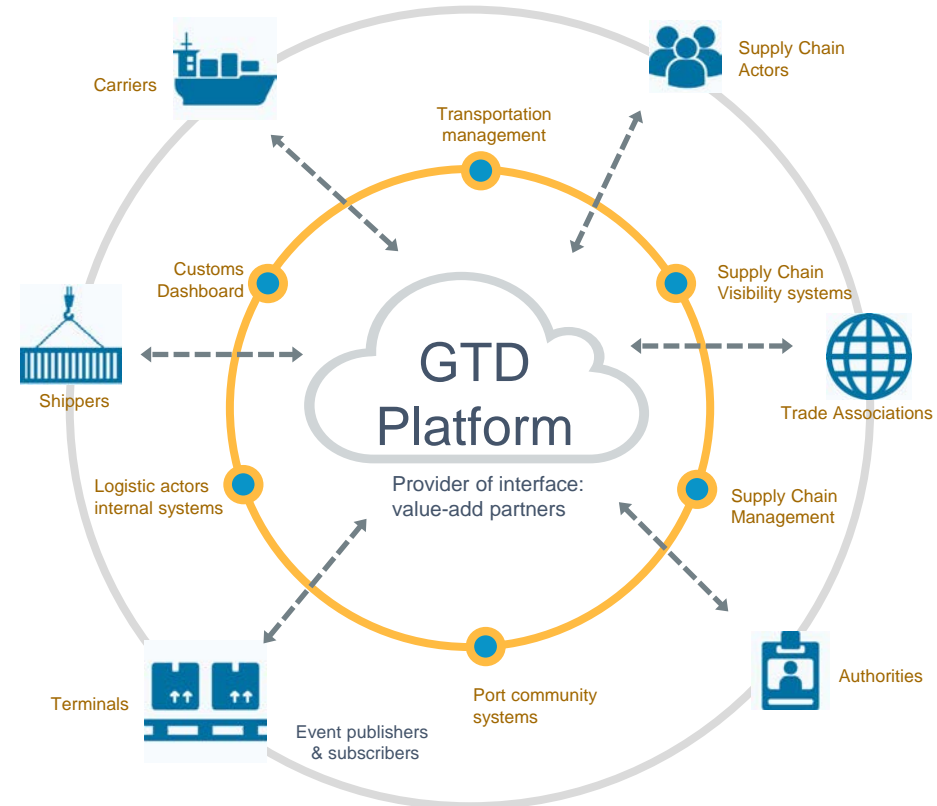 Supply Chain
Actors
Carriers
Transportation
management
Customs
Dashboard
Supply Chain
Visibility systems
GTD
Platform
Shippers
Trade Associations
Provider of interface:
value-add partners
Logistic actors
internal systems
Supply Chain
Management
Authorities
Terminals
Port community
systems
Event publishers
& subscribers